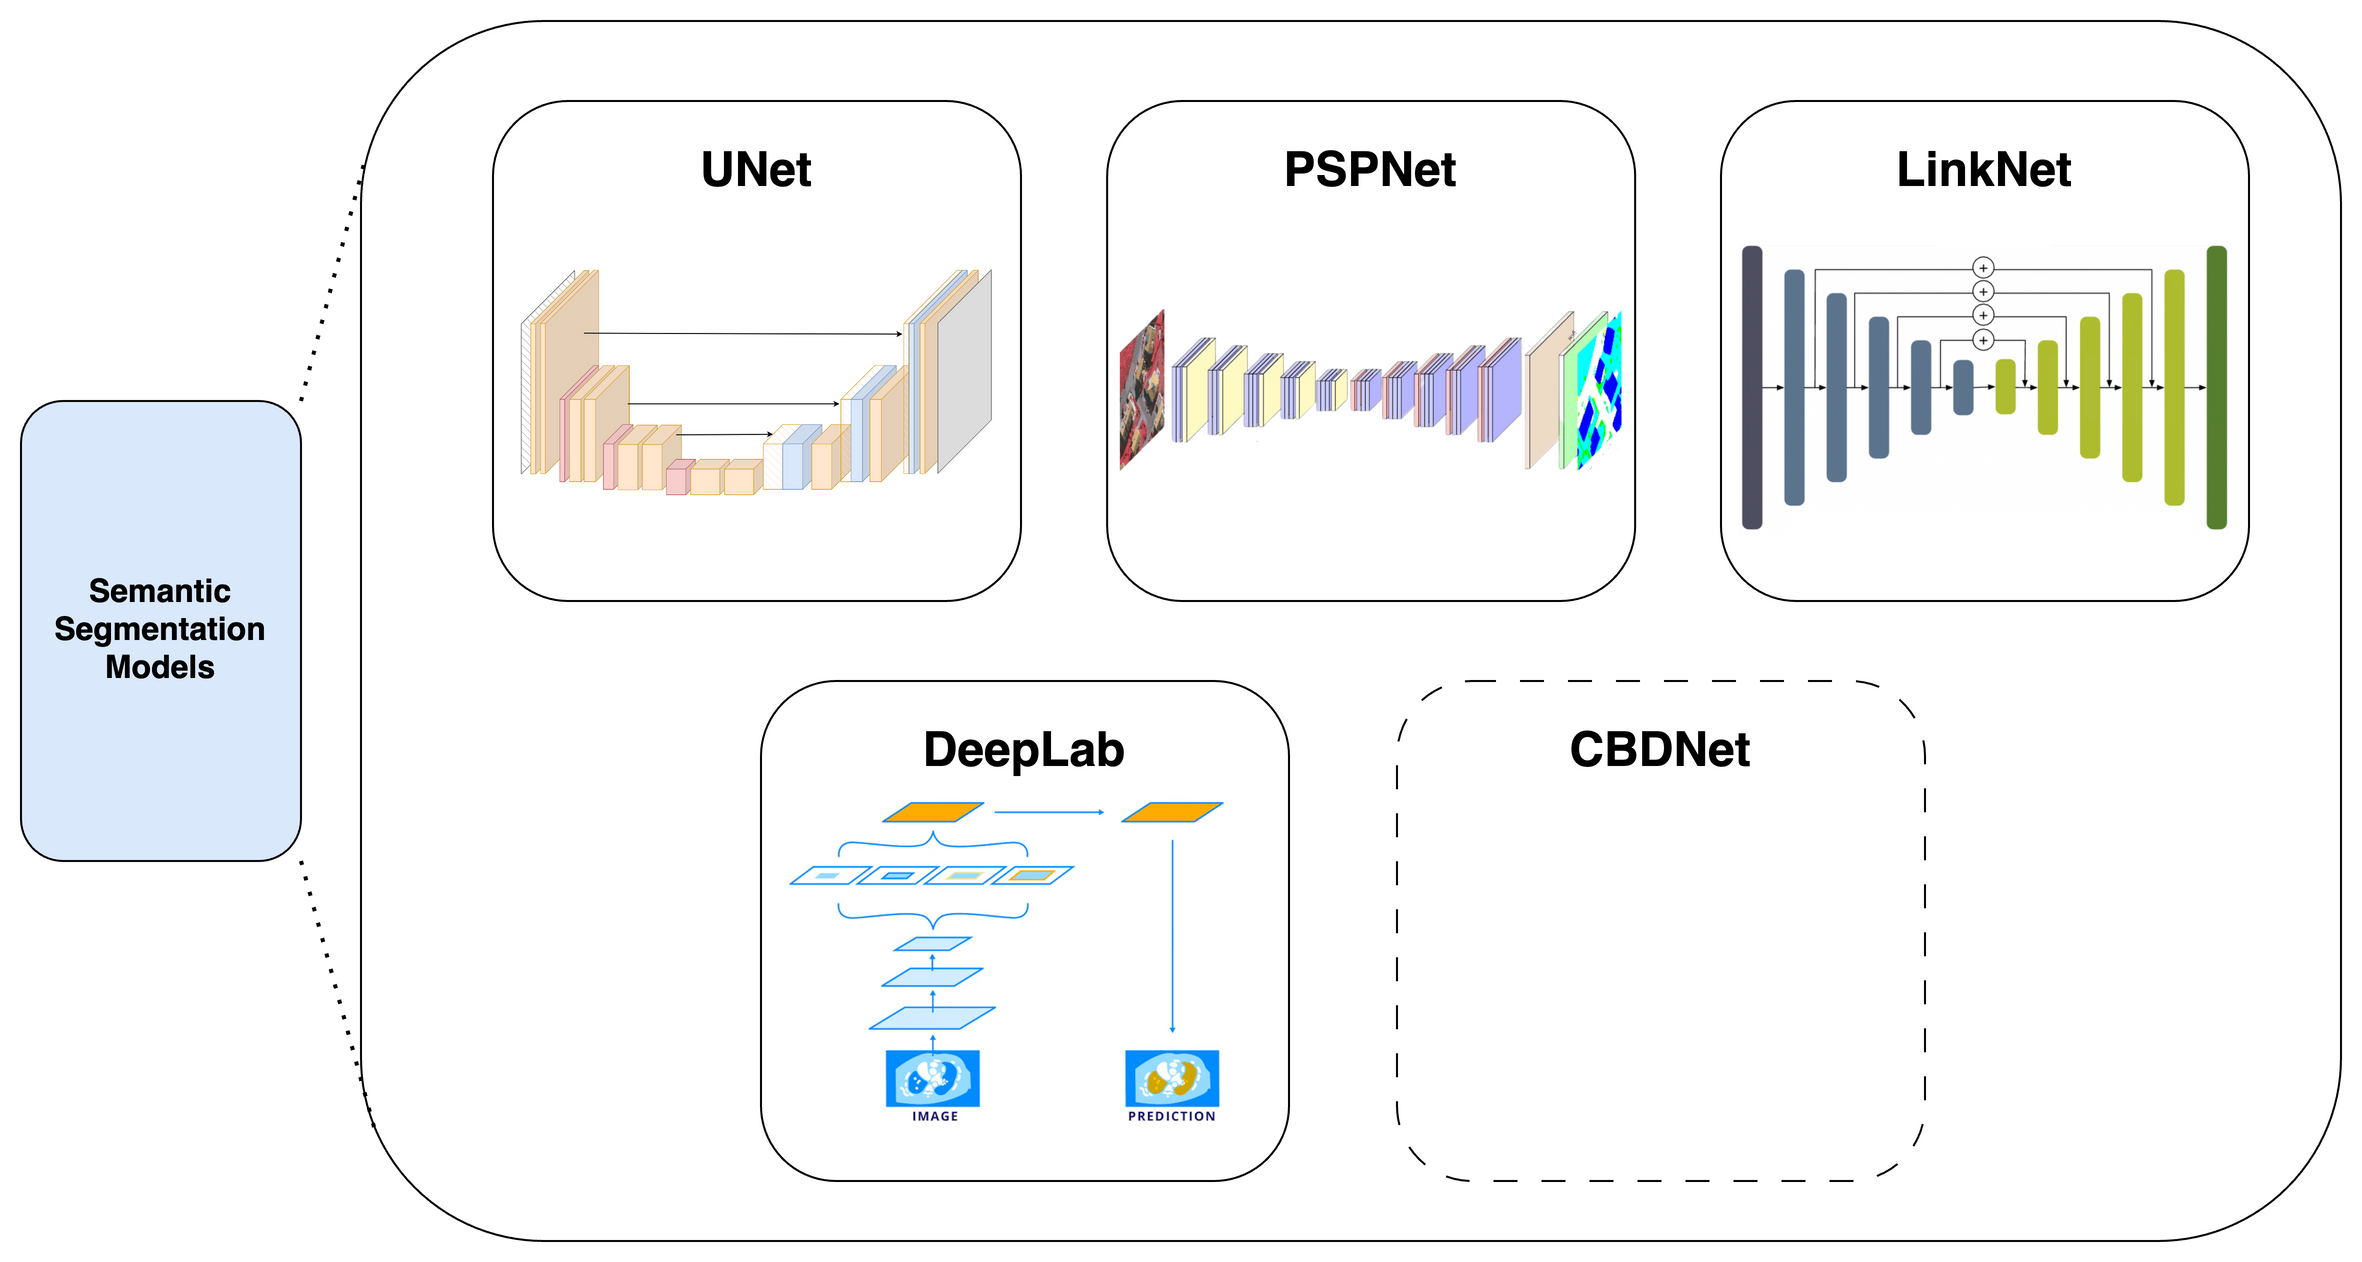 Semantic
Segmentation
Models
UNet
PSPNet
LinkNet
+
+
+
+
DeepLab
IMAGE
PREDICTION
CBDNet